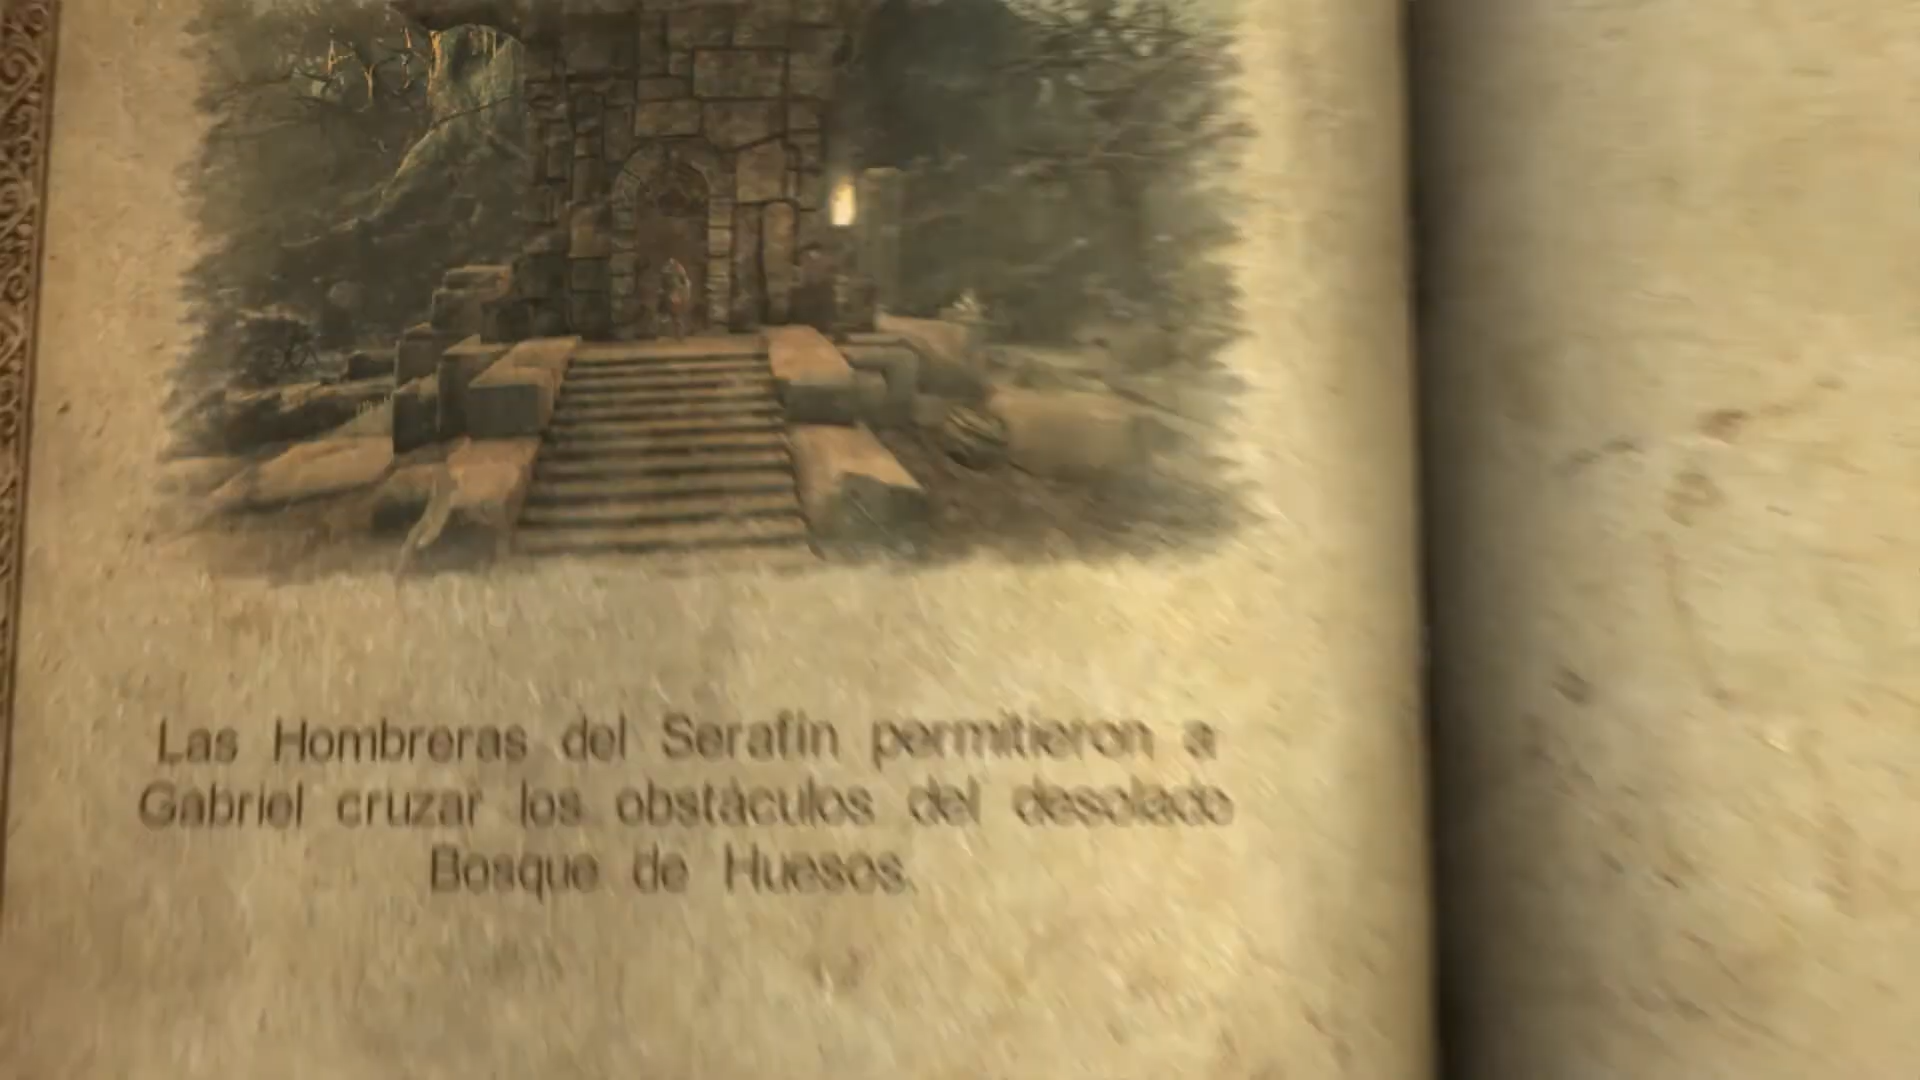 Las Hombreras del Serafín permitieron a
Gabriel cruzar los obstáculos del desolado
Bosque de Huesos.